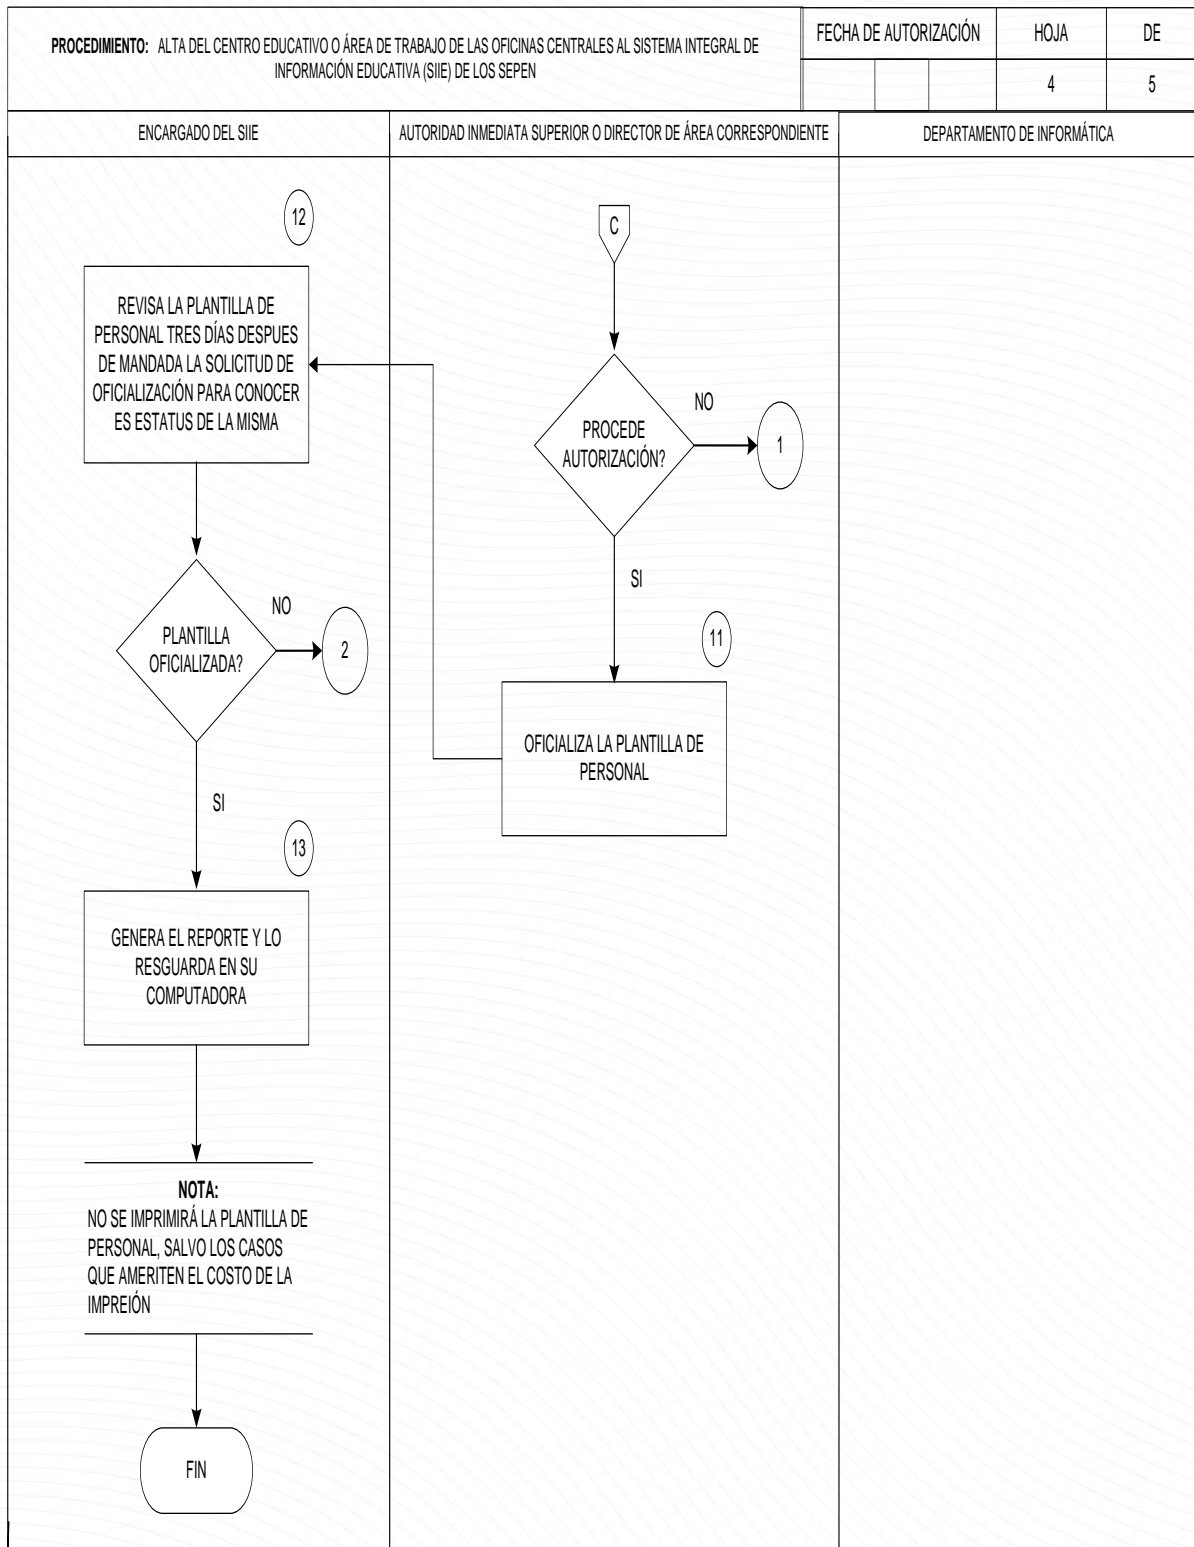 PROCEDIMIENTO: ALTA DEL CENTRO EDUCATIVO O ÁREA DE TRABAJO DE LAS OFICINAS CENTRALES AL SISTEMA INTEGRAL DE
INFORMACIÓN EDUCATIVA (SIIE) DE LOS SEPEN
FECHA DE AUTORIZACIÓN
HOJA
DE
4
5
ENCARGADO DEL SIIE
AUTORIDAD INMEDIATA SUPERIOR O DIRECTOR DE ÁREA CORRESPONDIENTE
DEPARTAMENTO DE INFORMÁTICA
12
REVISA LA PLANTILLA DE
PERSONAL TRES DÍAS DESPUES
DE MANDADA LA SOLICITUD DE
OFICIALIZACIÓN PARA CONOCER
ES ESTATUS DE LA MISMA
PLANTILLA
OFICIALIZADA?
NO
2
SI
13
GENERA EL REPORTE Y LO
RESGUARDA EN SU
COMPUTADORA
NOTA:
NO SE IMPRIMIRÁ LA PLANTILLA DE
PERSONAL, SALVO LOS CASOS
QUE AMERITEN EL COSTO DE LA
IMPREIÓN
FIN
C
PROCEDE
AUTORIZACIÓN?
NO
1
SI
11
OFICIALIZA LA PLANTILLA DE
PERSONAL